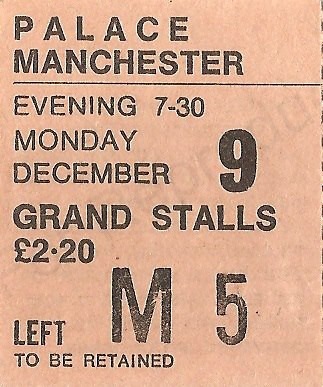 PALACE
MANCHESTER
EVENING 7-30
MONDAY
DECEMBER 9
GRAND STALLS
£2·20
LEFT M 5
TO BE RETAINED